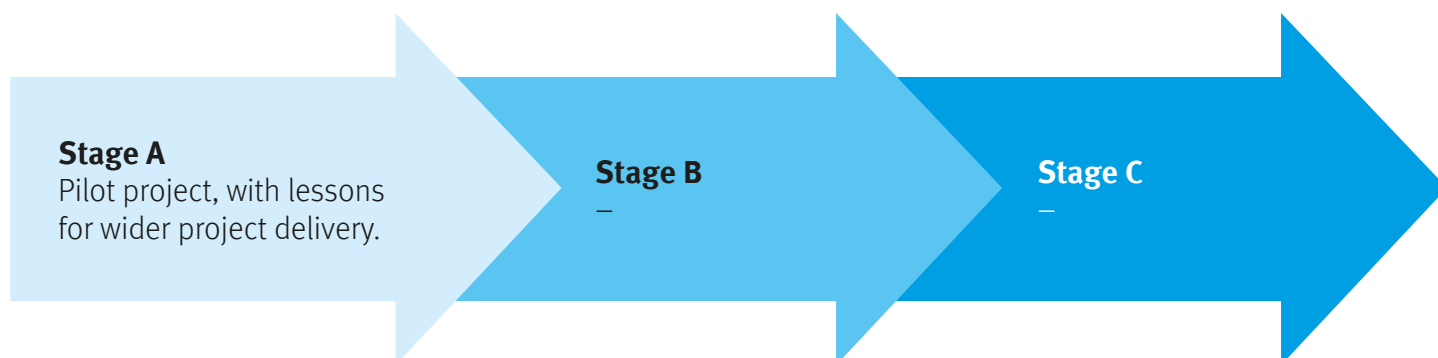 Stage A
Pilot project, with lessons
for wider project delivery.
Stage B
–
Stage C
–